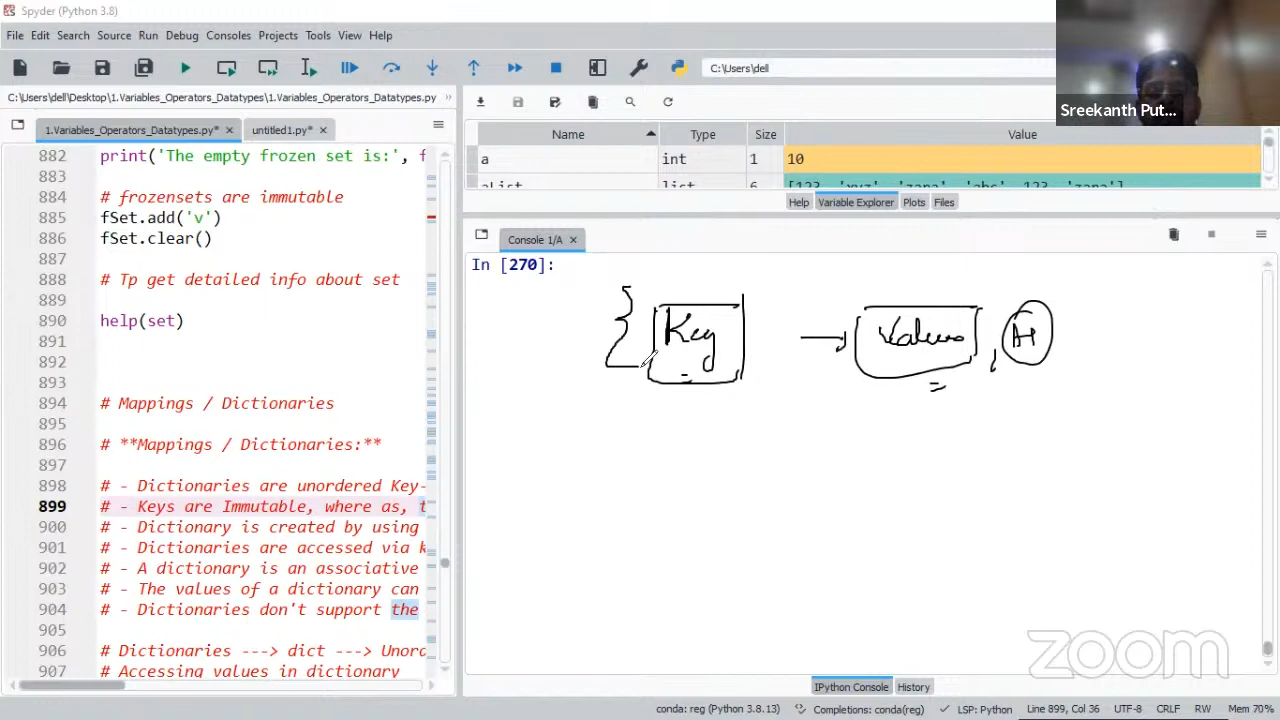 Spyder (Python 3.8)
File Edit Search Source Run Debug Consoles Projects Tools View Help
C:\Users\dell
C:\Users\dell\Desktop\1.Variables_Operators_Datatypes\1.Variables_Operators_Datatypes.py
Sreekanth Put...
1.Variables_Operators_Datatypes.py* untitled1.py*
Name Type Size Value
a int 1 10
aList list 6 [123, 'xyz', 'zara', 'abc', 123, 'zara']
Help Variable Explorer Plots Files
Console 1/A
In [270]:
Key Values
882 print('The empty frozen set is:', f
883
884 # frozensets are immutable
885 fSet.add('v')
886 fSet.clear()
887
888 # Tp get detailed info about set
889
890 help(set)
891
892
893
894 # Mappings / Dictionaries
895
896 # **Mappings / Dictionaries:**
897
898 # - Dictionaries are unordered Key-
899 # - Keys are Immutable, where as, t
900 # - Dictionary is created by using
901 # - Dictionaries are accessed via k
902 # - A dictionary is an associative
903 # - The values of a dictionary can
904 # - Dictionaries don't support the
905
906 # Dictionaries ---> dict ---> Unor
907 # Accessing values in dictionary
zoom
IPython Console History
conda: reg (Python 3.8.13) Completions: conda(reg) LSP: Python Line 899, Col 36 UTF-8 CRLF RW Mem 70%